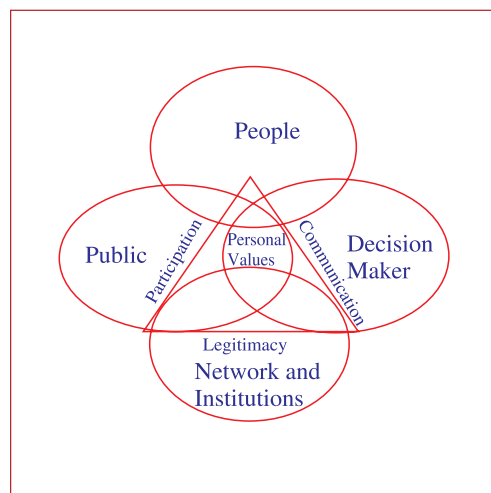 People
Participation
Communication
Personal
Values
Public
Decision
Maker
Legitimacy
Network and
Institutions